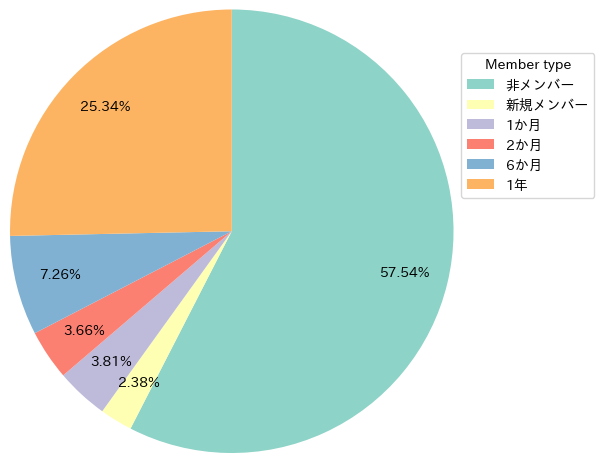 Member type
非メンバー
新規メンバー
1か月
2か月
6か月
1年
25.34%
57.54%
7.26%
3.66%
3.81%
2.38%